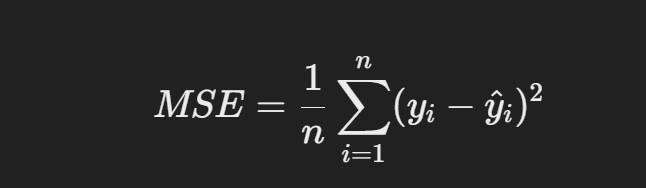 MSE = \frac{1}{n} \sum_{i=1}^{n} (y_i - \hat{y}_i)^2